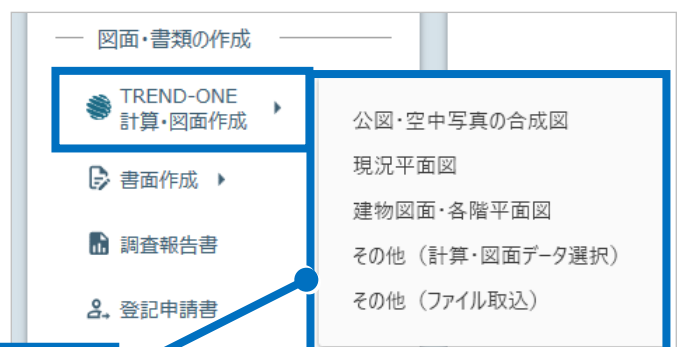 図面・書類の作成
TREND-ONE
計算・図面作成
書面作成
調査報告書
登記申請書
公図・空中写真の合成図
現況平面図
建物図面・各階平面図
その他（計算・図面データ選択）
その他（ファイル取込）